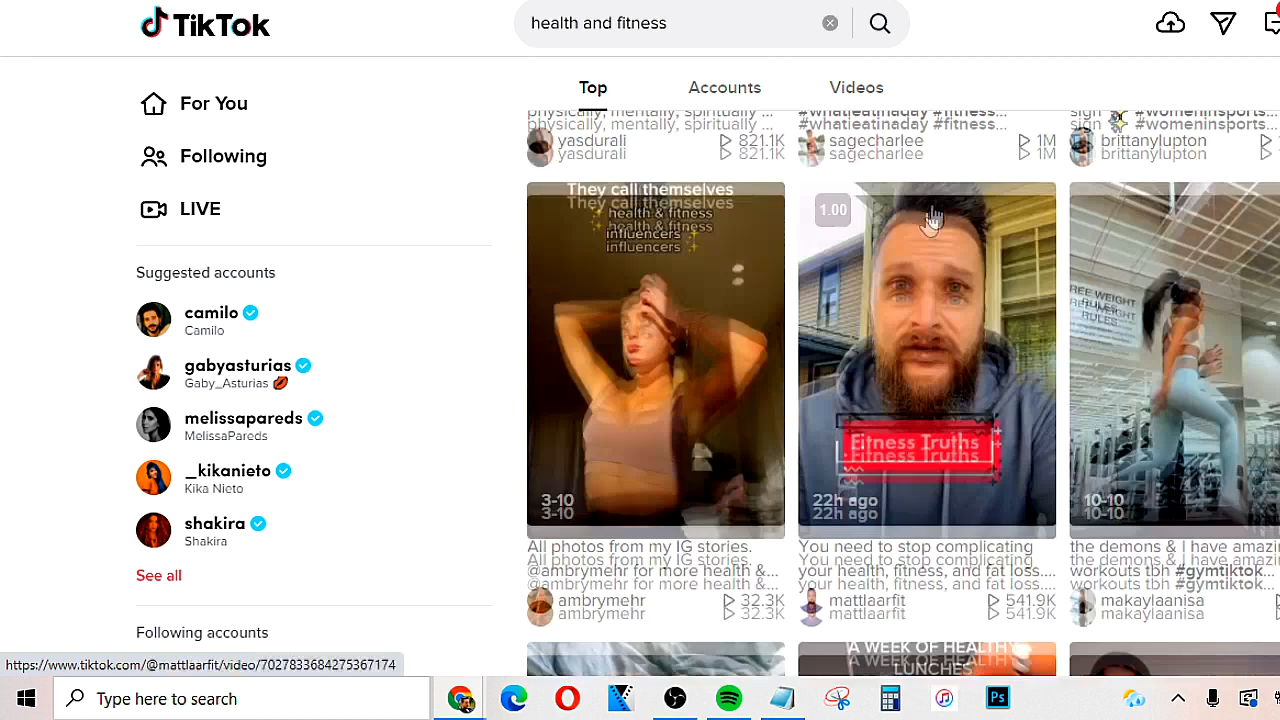 TikTok
health and fitness
Top Accounts Videos
For You
Following
LIVE
Suggested accounts
camilo
Camilo
gabyasturias
Gaby_Asturias
melissapareds
MelissaPareds
_kikanieto
Kika Nieto
shakira
Shakira
See all
Following accounts
physically, mentally, spiritually ...
yasdurali 821.1K
#whatieatinaday #fitness...
sagecharlee 1M
sign #womeninsports...
brittanylupton
They call themselves
health & fitness
influencers
3-10
All photos from my IG stories.
@ambrymehr for more health &...
ambrymehr 32.3K
1.00
Fitness Truths
22h ago
You need to stop complicating
your health, fitness, and fat loss....
mattlaarfit 541.9K
REE WEIGHT
RULES
10-10
the demons & I have amazi
workouts tbh #gymtiktok...
makaylaanisa
A WEEK OF HEALTHY
LUNCHES
https://www.tiktok.com/@mattlaarfit/video/7027833684275367174
Type here to search
Ps